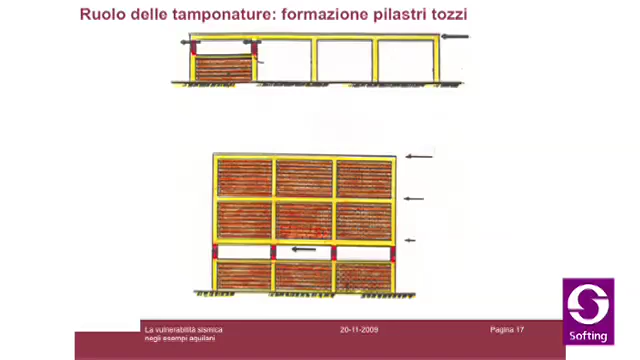 Ruolo delle tamponature: formazione pilastri tozzi
La vulnerabilità sismica
negli esempi aquilani
20-11-2009
Pagina 17
Softing